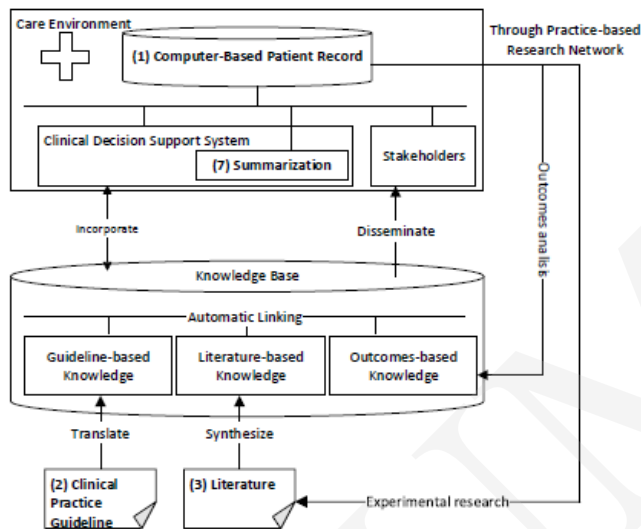 Care Environment
(1) Computer-Based Patient Record
Through Practice-based
Research Network
Clinical Decision Support System
(7) Summarization
Stakeholders
Outcomes analisis
Incorporate
Disseminate
Knowledge Base
Automatic Linking
Guideline-based
Knowledge
Literature-based
Knowledge
Outcomes-based
Knowledge
Translate
Synthesize
(2) Clinical
Practice
Guideline
(3) Literature
Experimental research